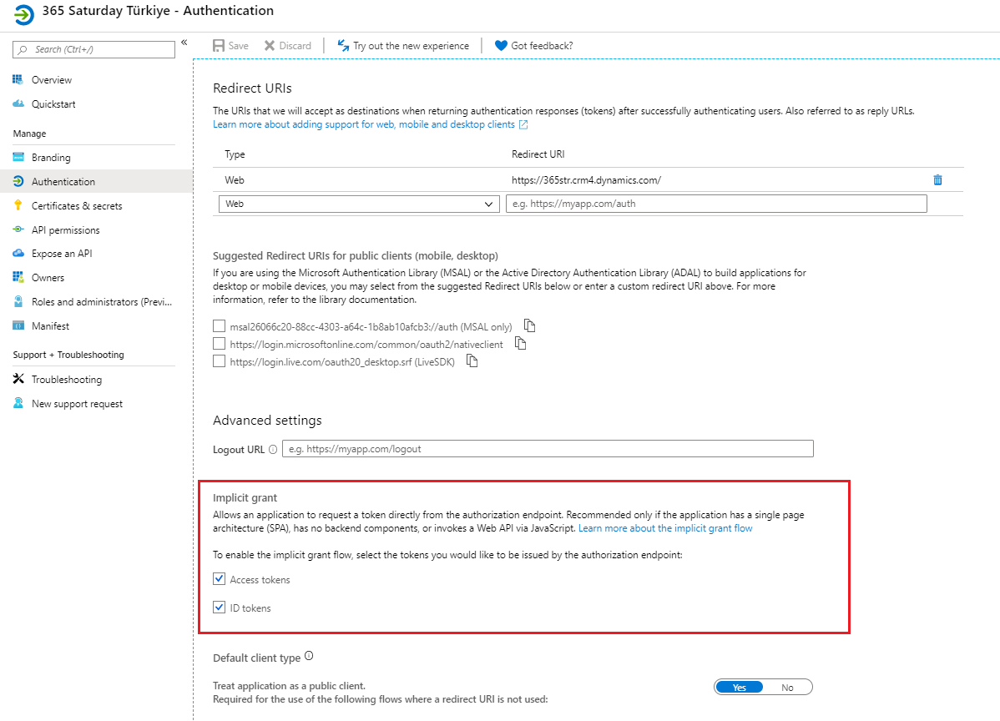 365 Saturday Türkiye - Authentication
Search (Ctrl+/)
«
Overview
Quickstart
Manage
Branding
Authentication
Certificates & secrets
API permissions
Expose an API
Owners
Roles and administrators (Previ...
Manifest
Support + Troubleshooting
Troubleshooting
New support request
Save
Discard
Try out the new experience
Got feedback?
Redirect URIs
The URIs that we will accept as destinations when returning authentication responses (tokens) after successfully authenticating users. Also referred to as reply URLs.
Learn more about adding support for web, mobile and desktop clients
Type Redirect URI
Web https://365str.crm4.dynamics.com/
Web e.g. https://myapp.com/auth
Suggested Redirect URIs for public clients (mobile, desktop)
If you are using the Microsoft Authentication Library (MSAL) or the Active Directory Authentication Library (ADAL) to build applications for
desktop or mobile devices, you may select from the suggested Redirect URIs below or enter a custom redirect URI above. For more
information, refer to the library documentation.
msal26066c20-88cc-4303-a64c-1b8ab10afcb3://auth (MSAL only)
https://login.microsoftonline.com/common/oauth2/nativeclient
https://login.live.com/oauth20_desktop.srf (LiveSDK)
Advanced settings
Logout URL e.g. https://myapp.com/logout
Implicit grant
Allows an application to request a token directly from the authorization endpoint. Recommended only if the application has a single page
architecture (SPA), has no backend components, or invokes a Web API via JavaScript. Learn more about the implicit grant flow
To enable the implicit grant flow, select the tokens you would like to be issued by the authorization endpoint:
Access tokens
ID tokens
Default client type
Treat application as a public client.
Required for the use of the following flows where a redirect URI is not used:
Yes No